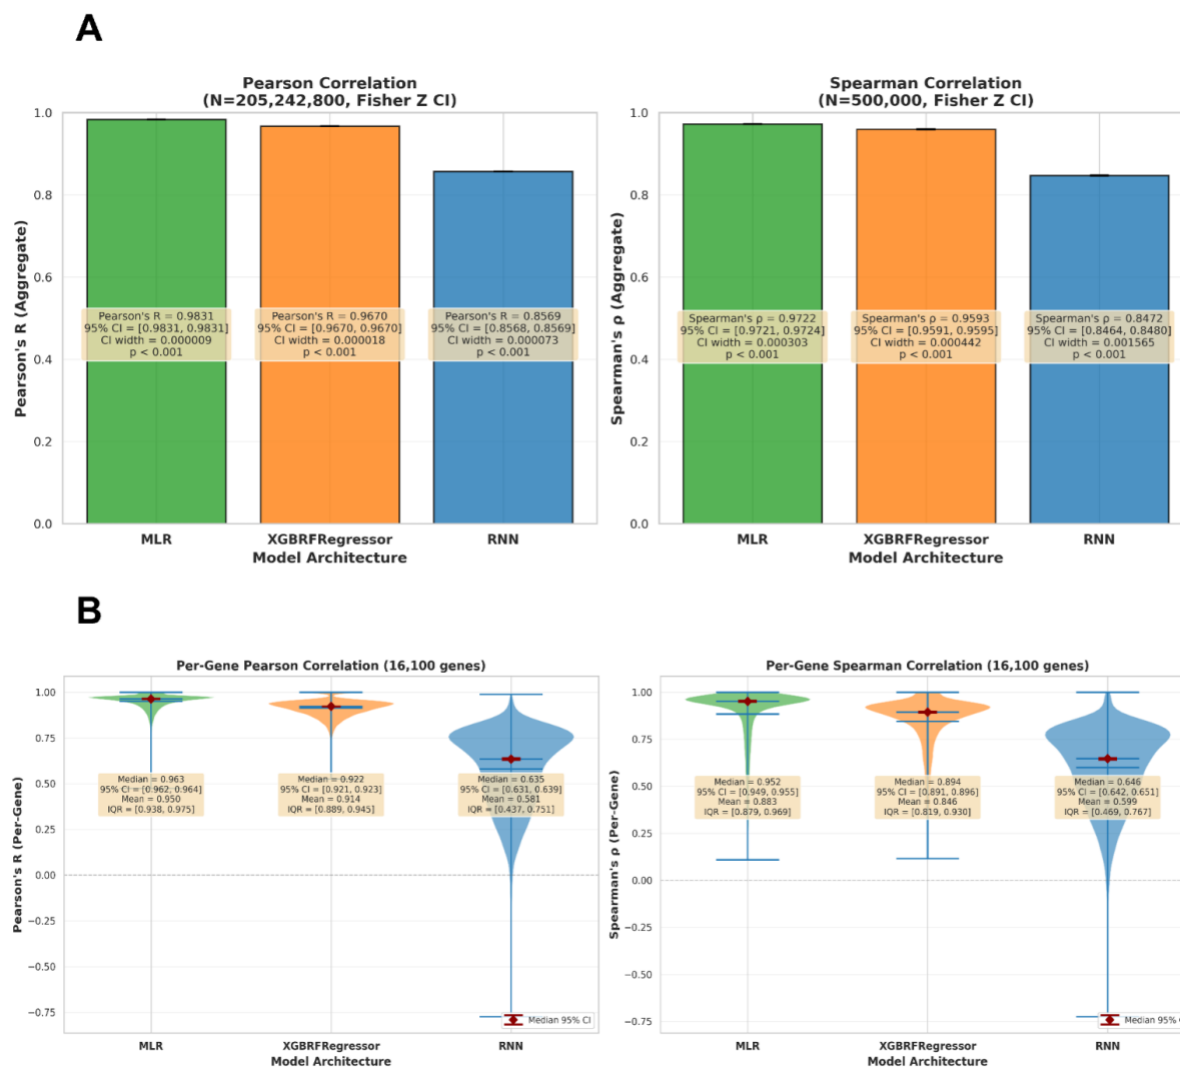 A
Pearson Correlation
(N=205,242,800, Fisher Z CI)
Pearson's R (Aggregate)
1.0
0.8
0.6
0.4
0.2
0.0
Pearson's R = 0.9831
95% CI = [0.9831, 0.9831]
CI width = 0.000009
p < 0.001
Pearson's R = 0.9670
95% CI = [0.9670, 0.9670]
CI width = 0.000018
p < 0.001
Pearson's R = 0.8569
95% CI = [0.8568, 0.8569]
CI width = 0.000073
p < 0.001
MLR
XGBRFRegressor
RNN
Model Architecture
Spearman Correlation
(N=500,000, Fisher Z CI)
Spearman's ρ (Aggregate)
1.0
0.8
0.6
0.4
0.2
0.0
Spearman's ρ = 0.9722
95% CI = [0.9721, 0.9724]
CI width = 0.000303
p < 0.001
Spearman's ρ = 0.9593
95% CI = [0.9591, 0.9595]
CI width = 0.000442
p < 0.001
Spearman's ρ = 0.8472
95% CI = [0.8464, 0.8480]
CI width = 0.001565
p < 0.001
MLR
XGBRFRegressor
RNN
Model Architecture
B
Per-Gene Pearson Correlation (16,100 genes)
Pearson's R (Per-Gene)
1.00
0.75
0.50
0.25
0.00
−0.25
−0.50
−0.75
Median = 0.963
95% CI = [0.962, 0.964]
Mean = 0.950
IQR = [0.938, 0.975]
Median = 0.922
95% CI = [0.921, 0.923]
Mean = 0.914
IQR = [0.889, 0.945]
Median = 0.635
95% CI = [0.631, 0.639]
Mean = 0.581
IQR = [0.437, 0.751]
Median 95% CI
MLR
XGBRFRegressor
RNN
Model Architecture
Per-Gene Spearman Correlation (16,100 genes)
Spearman's ρ (Per-Gene)
1.00
0.75
0.50
0.25
0.00
−0.25
−0.50
−0.75
Median = 0.952
95% CI = [0.949, 0.955]
Mean = 0.883
IQR = [0.879, 0.969]
Median = 0.894
95% CI = [0.891, 0.896]
Mean = 0.846
IQR = [0.819, 0.930]
Median = 0.646
95% CI = [0.642, 0.651]
Mean = 0.599
IQR = [0.469, 0.767]
Median 95%
MLR
XGBRFRegressor
RNN
Model Architecture